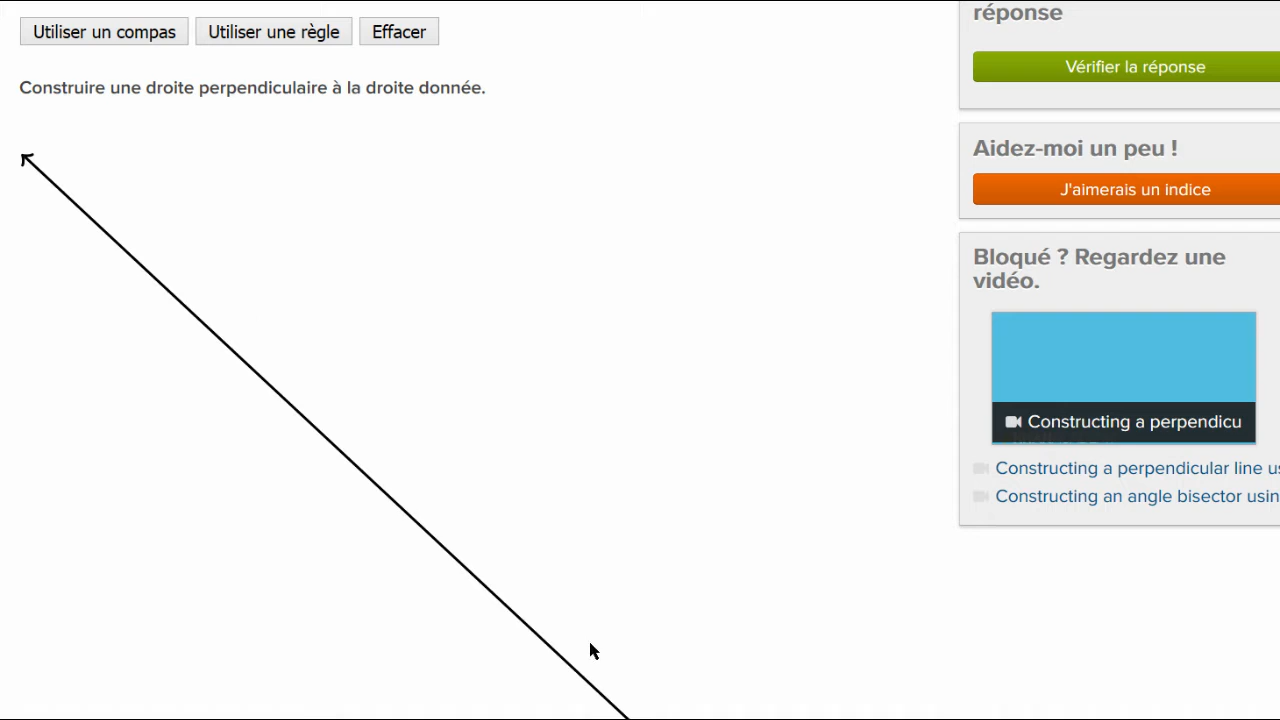 réponse
Utiliser un compas Utiliser une règle Effacer
Vérifier la réponse
Construire une droite perpendiculaire à la droite donnée.
Aidez-moi un peu !
J'aimerais un indice
Bloqué ? Regardez une
vidéo.
Constructing a perpendicu
Constructing a perpendicular line us
Constructing an angle bisector usin